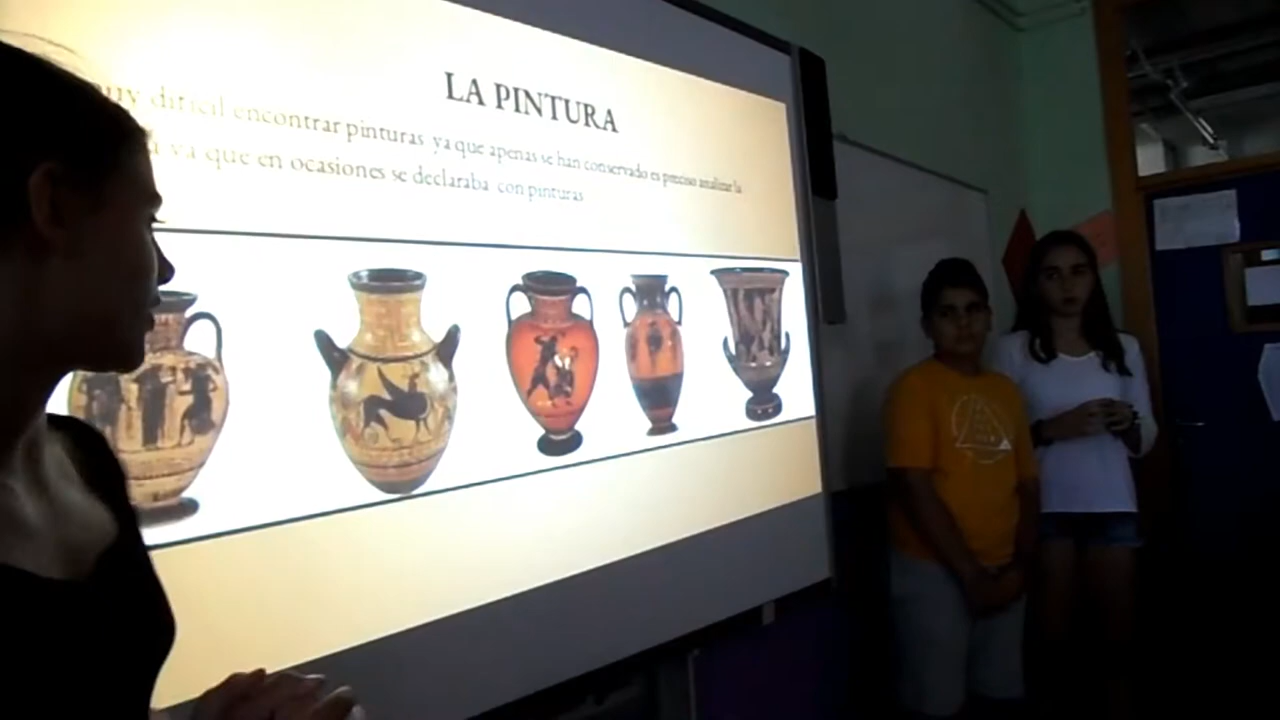 LA PINTURA
muy difícil encontrar pinturas ya que apenas se han conservado es preciso analizar la
ya que en ocasiones se declaraba con pinturas